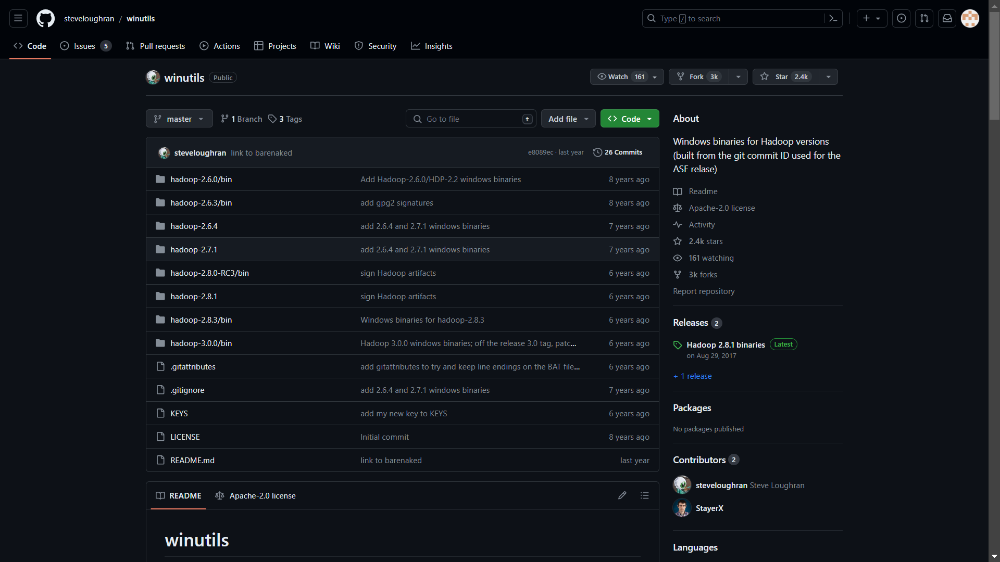 steveloughran / winutils
Type / to search
Code
Issues 5
Pull requests
Actions
Projects
Wiki
Security
Insights
winutils Public
Watch 161
Fork 3k
Star 2.4k
master
1 Branch
3 Tags
Go to file t
Add file
Code
steveloughran link to barenaked e8089ec · last year 26 Commits
hadoop-2.6.0/bin Add Hadoop-2.6.0/HDP-2.2 windows binaries 8 years ago
hadoop-2.6.3/bin add gpg2 signatures 8 years ago
hadoop-2.6.4 add 2.6.4 and 2.7.1 windows binaries 7 years ago
hadoop-2.7.1 add 2.6.4 and 2.7.1 windows binaries 7 years ago
hadoop-2.8.0-RC3/bin sign Hadoop artifacts 6 years ago
hadoop-2.8.1 sign Hadoop artifacts 6 years ago
hadoop-2.8.3/bin Windows binaries for hadoop-2.8.3 6 years ago
hadoop-3.0.0/bin Hadoop 3.0.0 windows binaries; off the release 3.0 tag, patc... 6 years ago
.gitattributes add gitattributes to try and keep line endings on the BAT file... 6 years ago
.gitignore add 2.6.4 and 2.7.1 windows binaries 7 years ago
KEYS add my new key to KEYS 6 years ago
LICENSE Initial commit 8 years ago
README.md link to barenaked last year
README
Apache-2.0 license
winutils
About
Windows binaries for Hadoop versions
(built from the git commit ID used for the
ASF relase)
Readme
Apache-2.0 license
Activity
2.4k stars
161 watching
3k forks
Report repository
Releases 2
Hadoop 2.8.1 binaries Latest
on Aug 29, 2017
+ 1 release
Packages
No packages published
Contributors 2
steveloughran Steve Loughran
StayerX
Languages